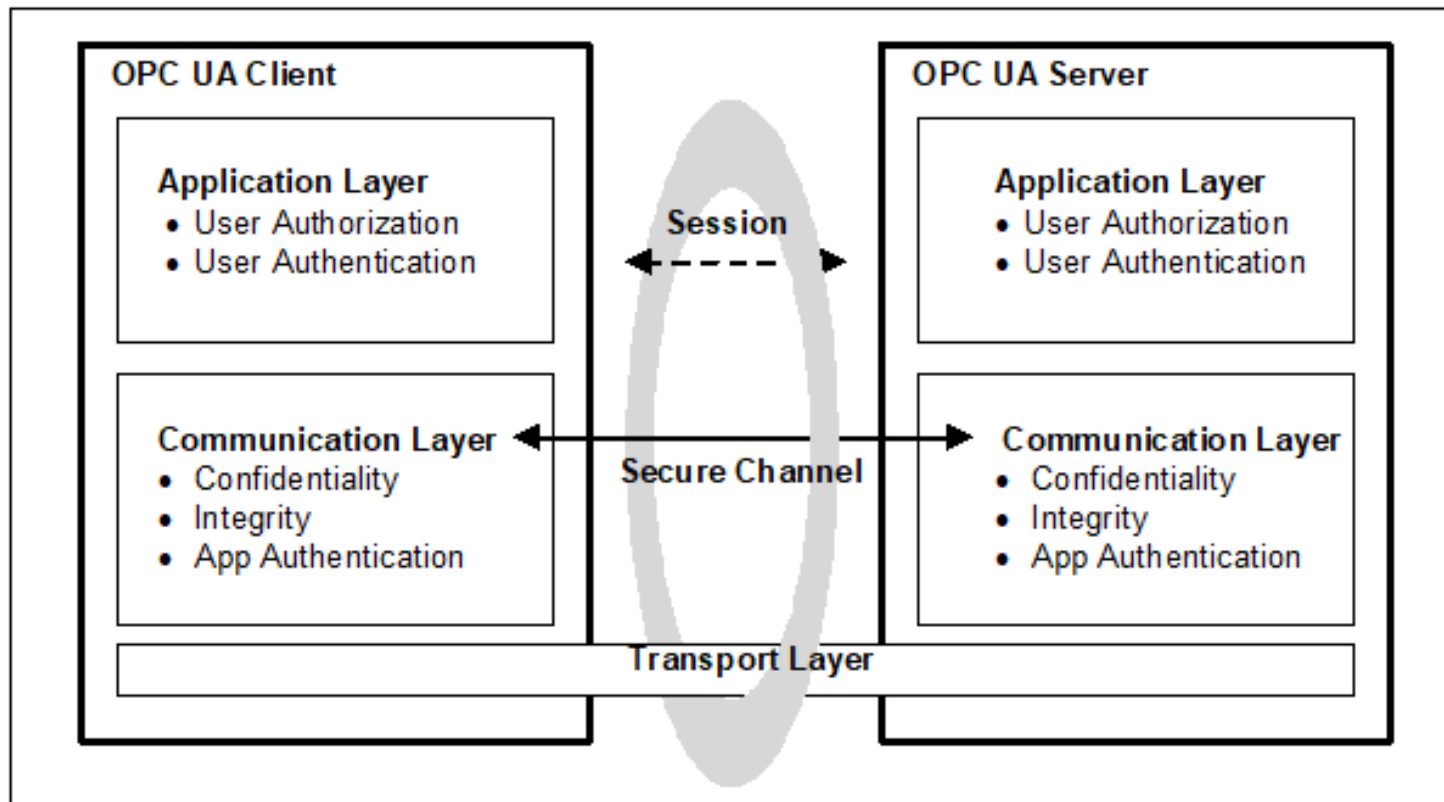 OPC UA Client
Application Layer
• User Authorization
• User Authentication
Communication Layer
• Confidentiality
• Integrity
• App Authentication
Session
Secure Channel
Transport Layer
OPC UA Server
Application Layer
• User Authorization
• User Authentication
Communication Layer
• Confidentiality
• Integrity
• App Authentication